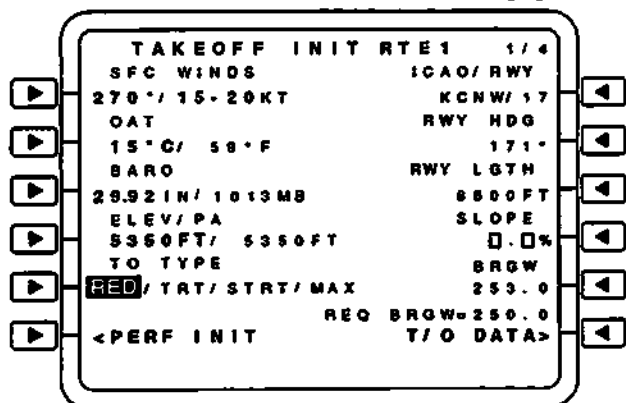 TAKEOFF INIT RTE1 1/4
SFC WINDS ICAO/RWY
270°/15-20KT KCNW/17
OAT RWY HDG
15°C/ 59°F 171°
BARO RWY LGTH
29.92IN/1013MB 8600FT
ELEV/PA SLOPE
5350FT/ 5350FT 0.0%
TO TYPE BRGW
RED/TRT/STRT/MAX 253.0
REQ BRGW=250.0
<PERF INIT T/O DATA>